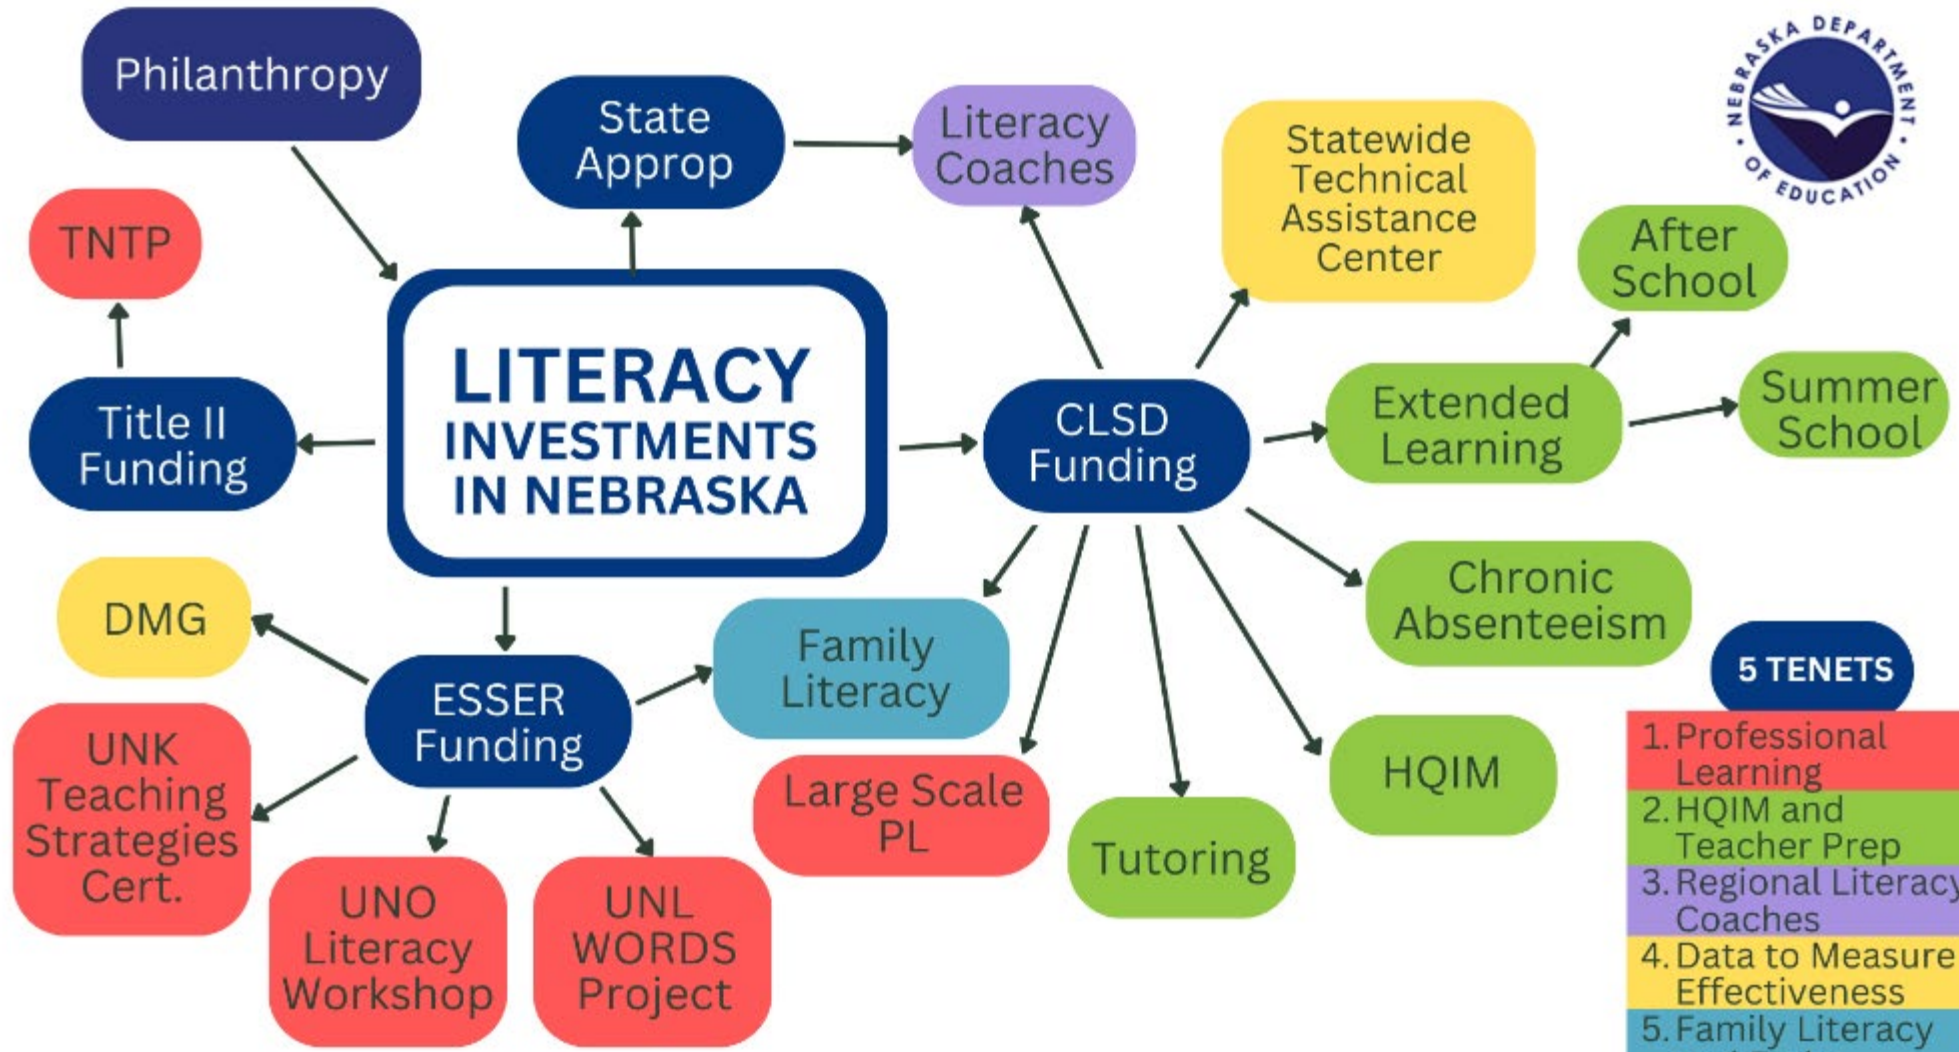 Philanthropy
State
Approp
Literacy
Coaches
Statewide
Technical
Assistance
Center
NEBRASKA DEPARTMENT
OF EDUCATION
TNTP
After
School
LITERACY
INVESTMENTS
IN NEBRASKA
Title II
Funding
CLSD
Funding
Extended
Learning
Summer
School
DMG
ESSER
Funding
Family
Literacy
Chronic
Absenteeism
UNK
Teaching
Strategies
Cert.
UNO
Literacy
Workshop
UNL
WORDS
Project
Large Scale
PL
Tutoring
HQIM
5 TENETS
1. Professional
Learning
2. HQIM and
Teacher Prep
3. Regional Literacy
Coaches
4. Data to Measure
Effectiveness
5. Family Literacy